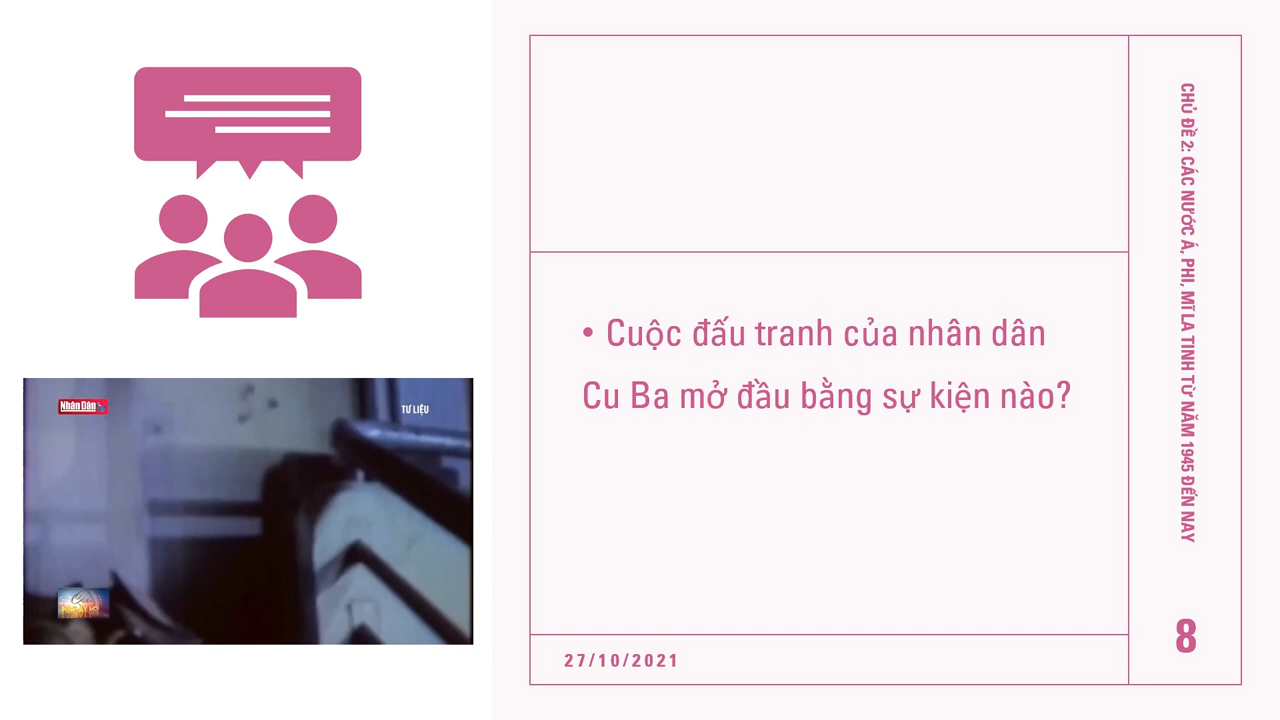 • Cuộc đấu tranh của nhân dân
Cu Ba mở đầu bằng sự kiện nào?
27/10/2021
CHỦ ĐỀ 2: CÁC NƯỚC Á, PHI, MĨ LA TINH TỪ NĂM 1945 ĐẾN NAY
8
Nhân Dân
TƯ LIỆU